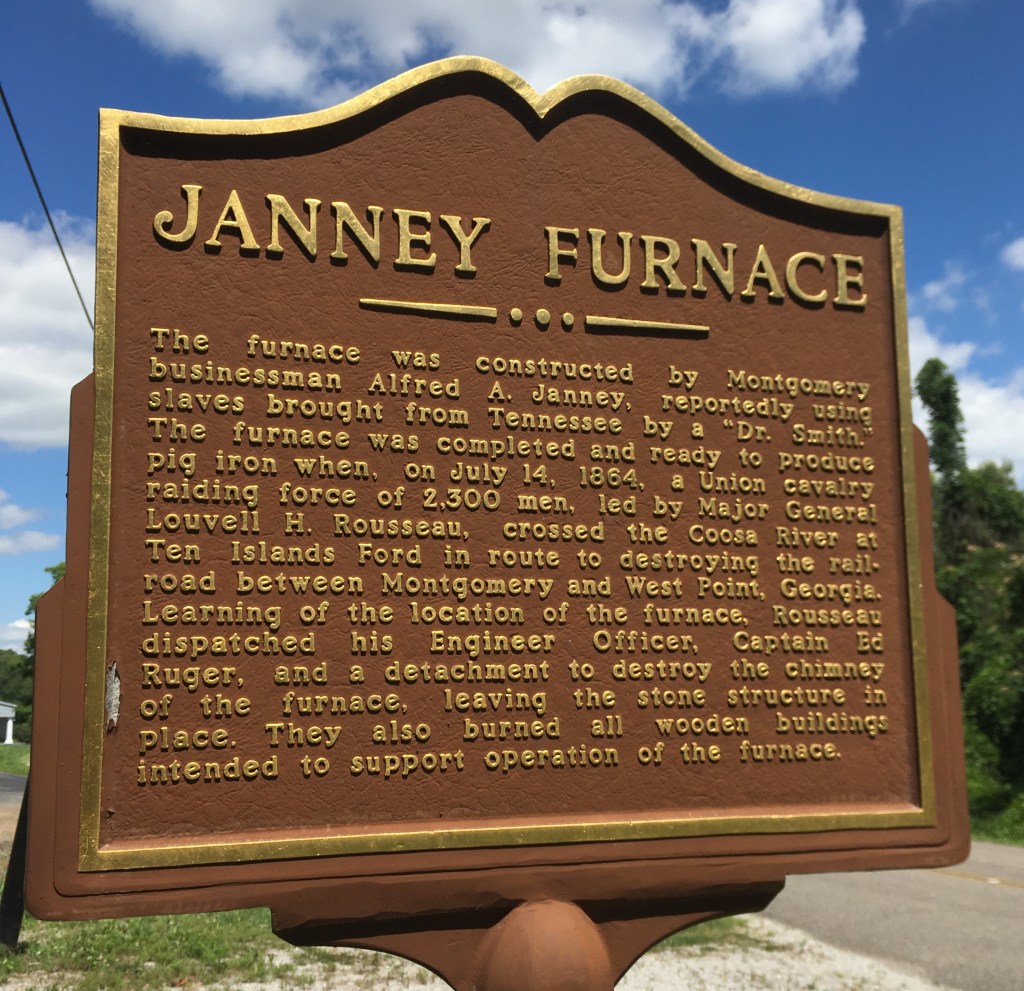 JANNEY FURNACE
The furnace was constructed by Montgomery
businessman Alfred A. Janney, reportedly using
slaves brought from Tennessee by a "Dr. Smith."
The furnace was completed and ready to produce
pig iron when, on July 14, 1864, a Union cavalry
raiding force of 2,300 men, led by Major General
Louvell H. Rousseau, crossed the Coosa River at
Ten Islands Ford in route to destroying the rail-
road between Montgomery and West Point, Georgia.
Learning of the location of the furnace, Rousseau
dispatched his Engineer Officer, Captain Ed
Ruger, and a detachment to destroy the chimney
of the furnace, leaving the stone structure in
place. They also burned all wooden buildings
intended to support operation of the furnace.